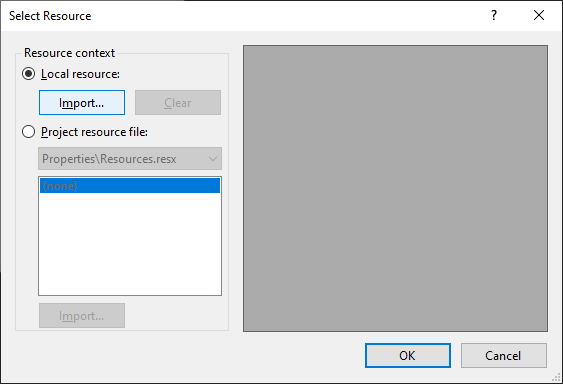 Select Resource
Resource context
Local resource:
Import...
Clear
Project resource file:
Properties\Resources.resx
(none)
Import...
OK
Cancel